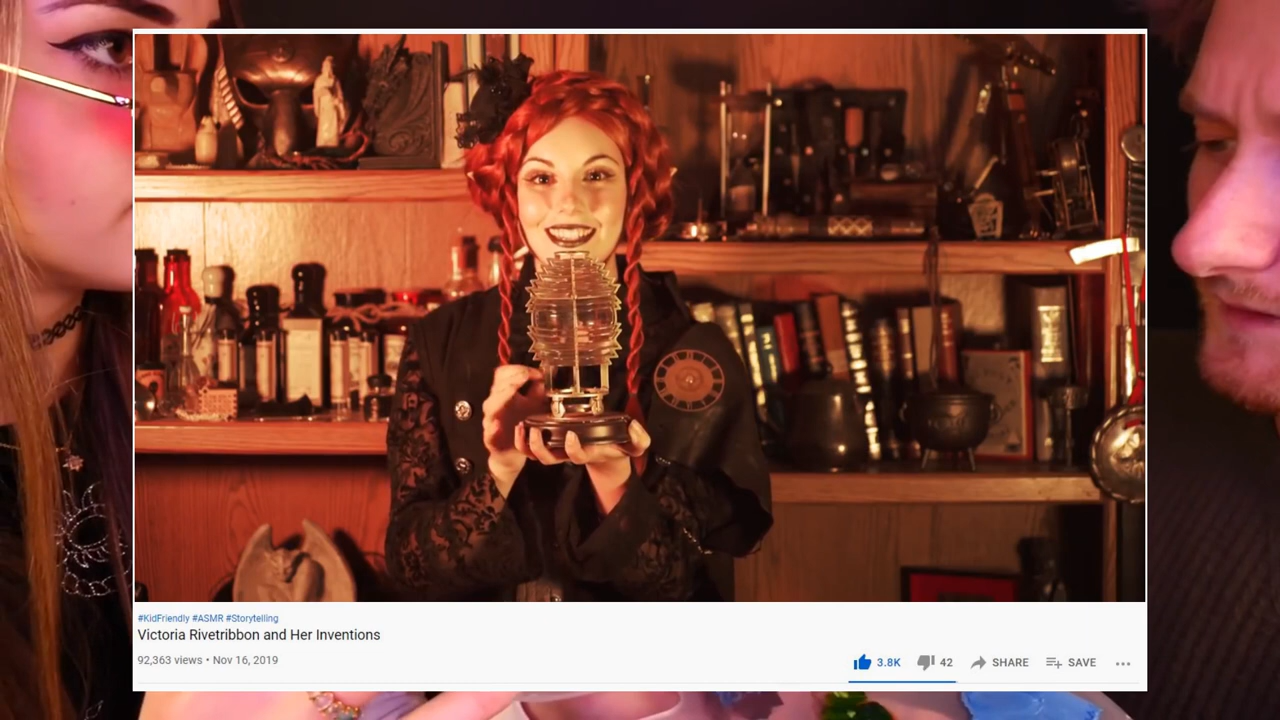 #KidFriendly #ASMR #Storytelling
Victoria Rivetribbon and Her Inventions
92,363 views • Nov 16, 2019
3.8K 42 SHARE SAVE